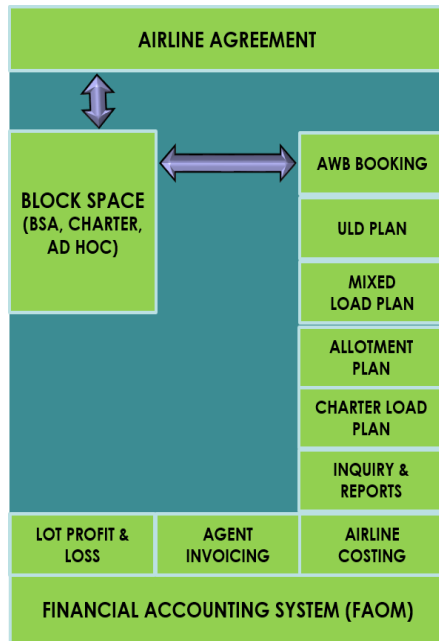 AIRLINE AGREEMENT
BLOCK SPACE
(BSA, CHARTER,
AD HOC)
AWB BOOKING
ULD PLAN
MIXED
LOAD PLAN
ALLOTMENT
PLAN
CHARTER LOAD
PLAN
INQUIRY &
REPORTS
LOT PROFIT &
LOSS
AGENT
INVOICING
AIRLINE
COSTING
FINANCIAL ACCOUNTING SYSTEM (FAOM)